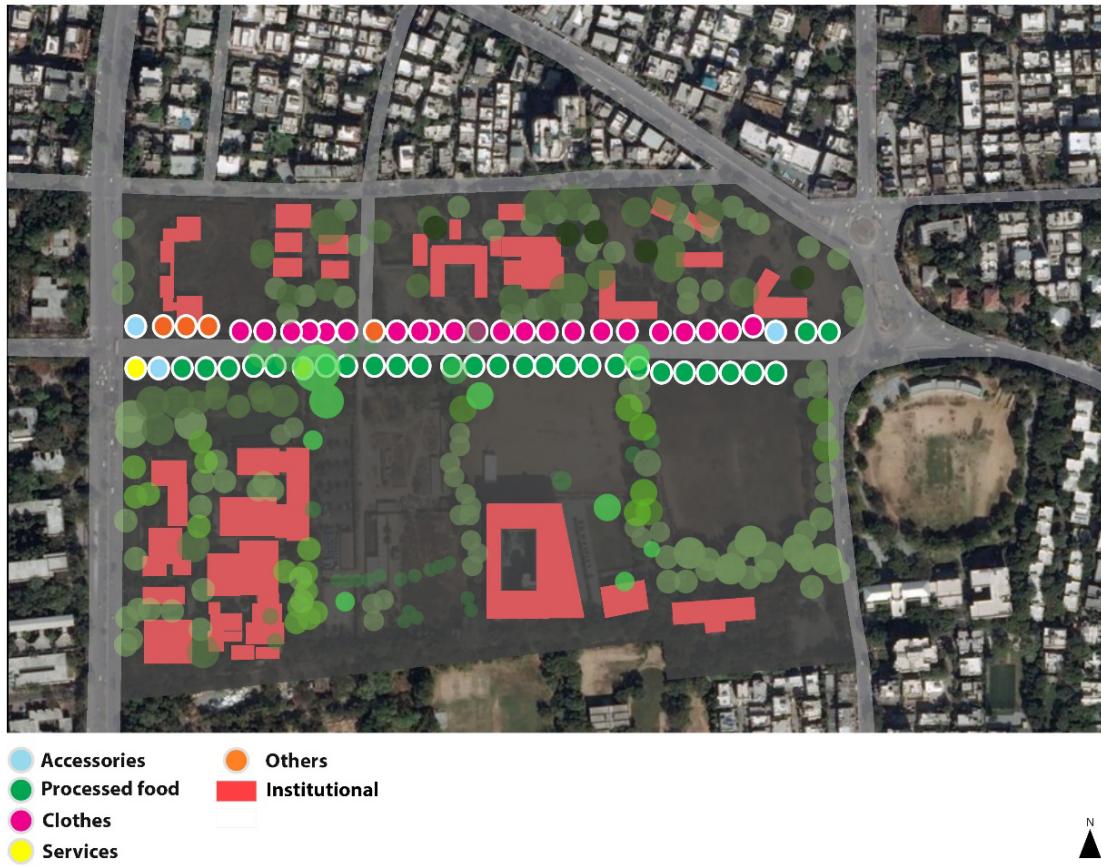 Accessories
Processed food
Clothes
Services
Others
Institutional
N